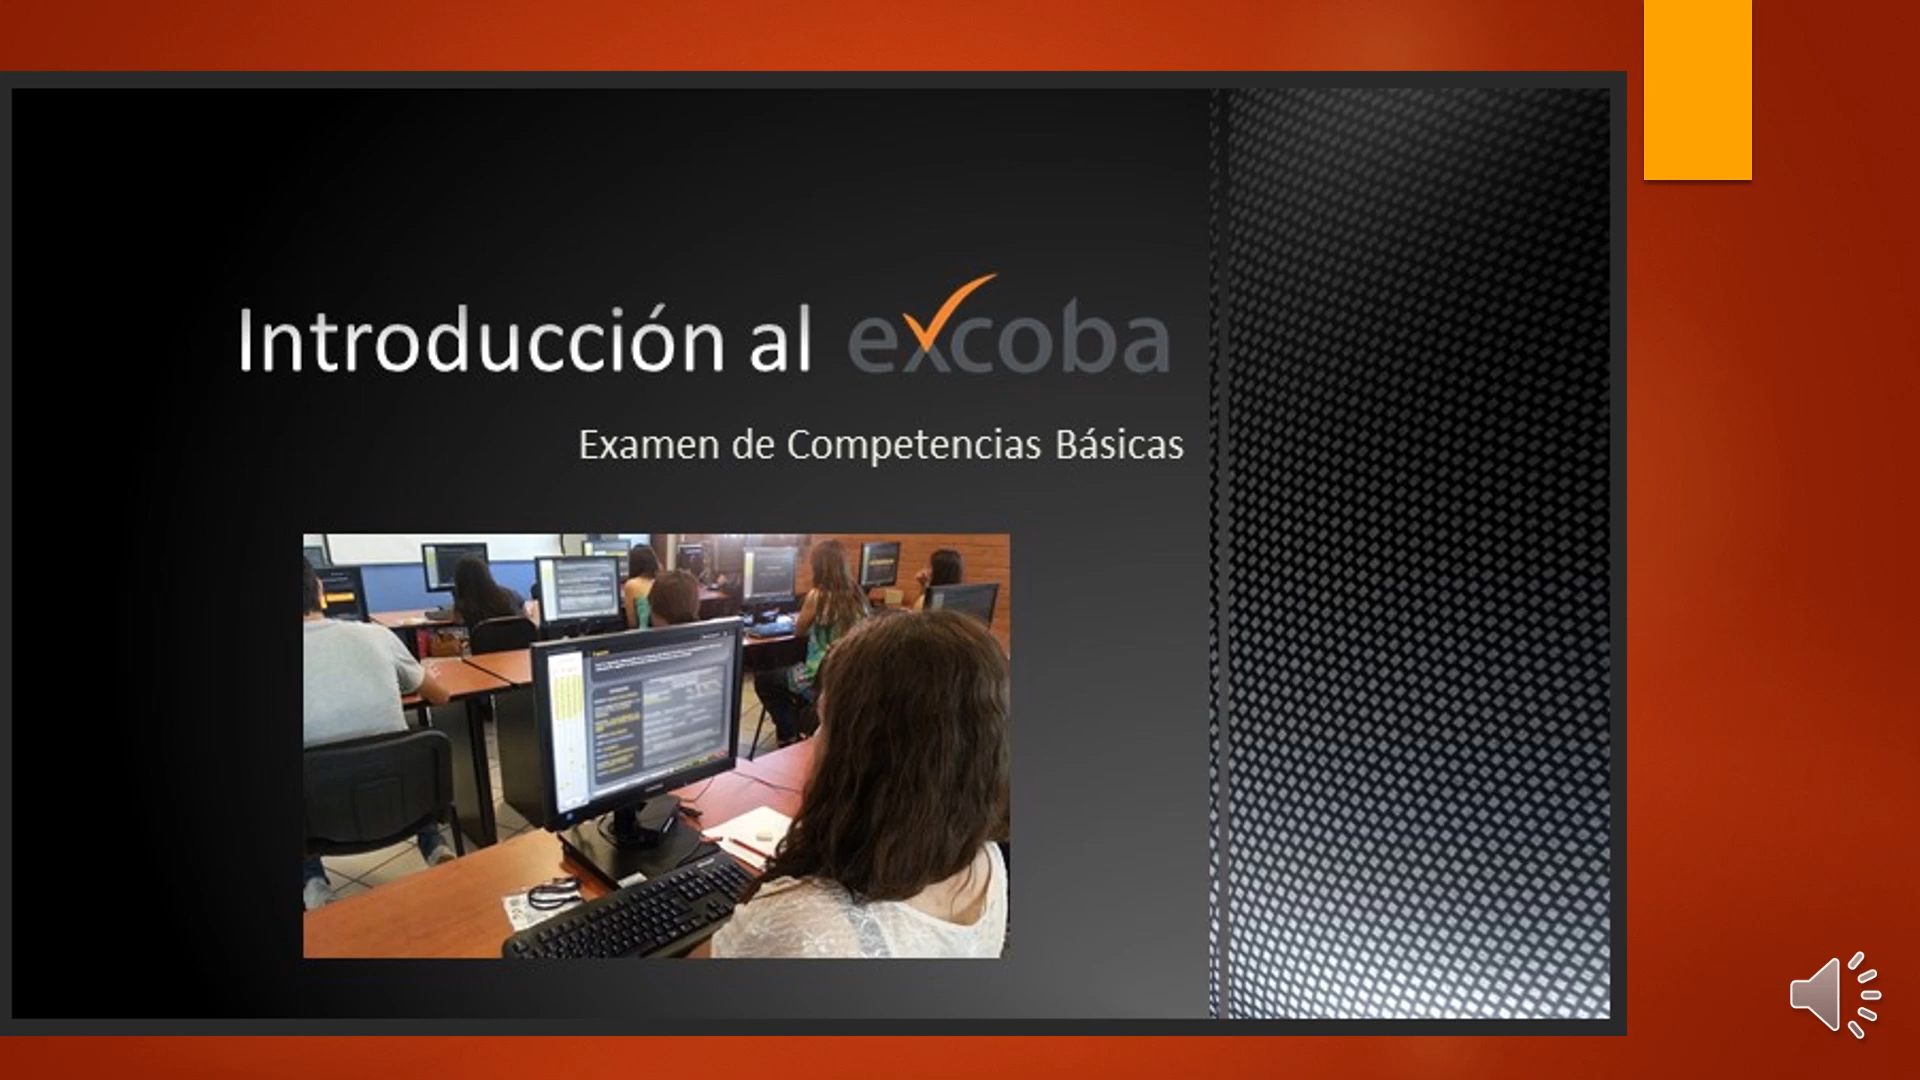 Introducción al excoba
Examen de Competencias Básicas